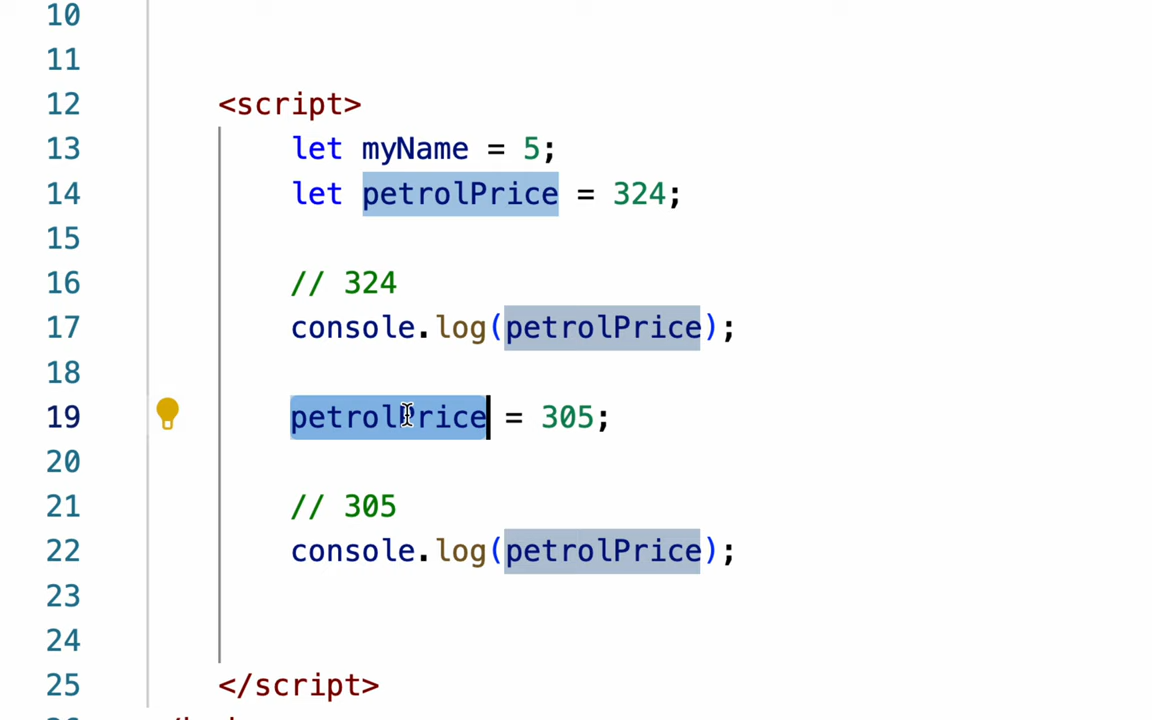 10
11
12 <script>
13 let myName = 5;
14 let petrolPrice = 324;
15
16 // 324
17 console.log(petrolPrice);
18
19 petrolPrice = 305;
20
21 // 305
22 console.log(petrolPrice);
23
24
25 </script>